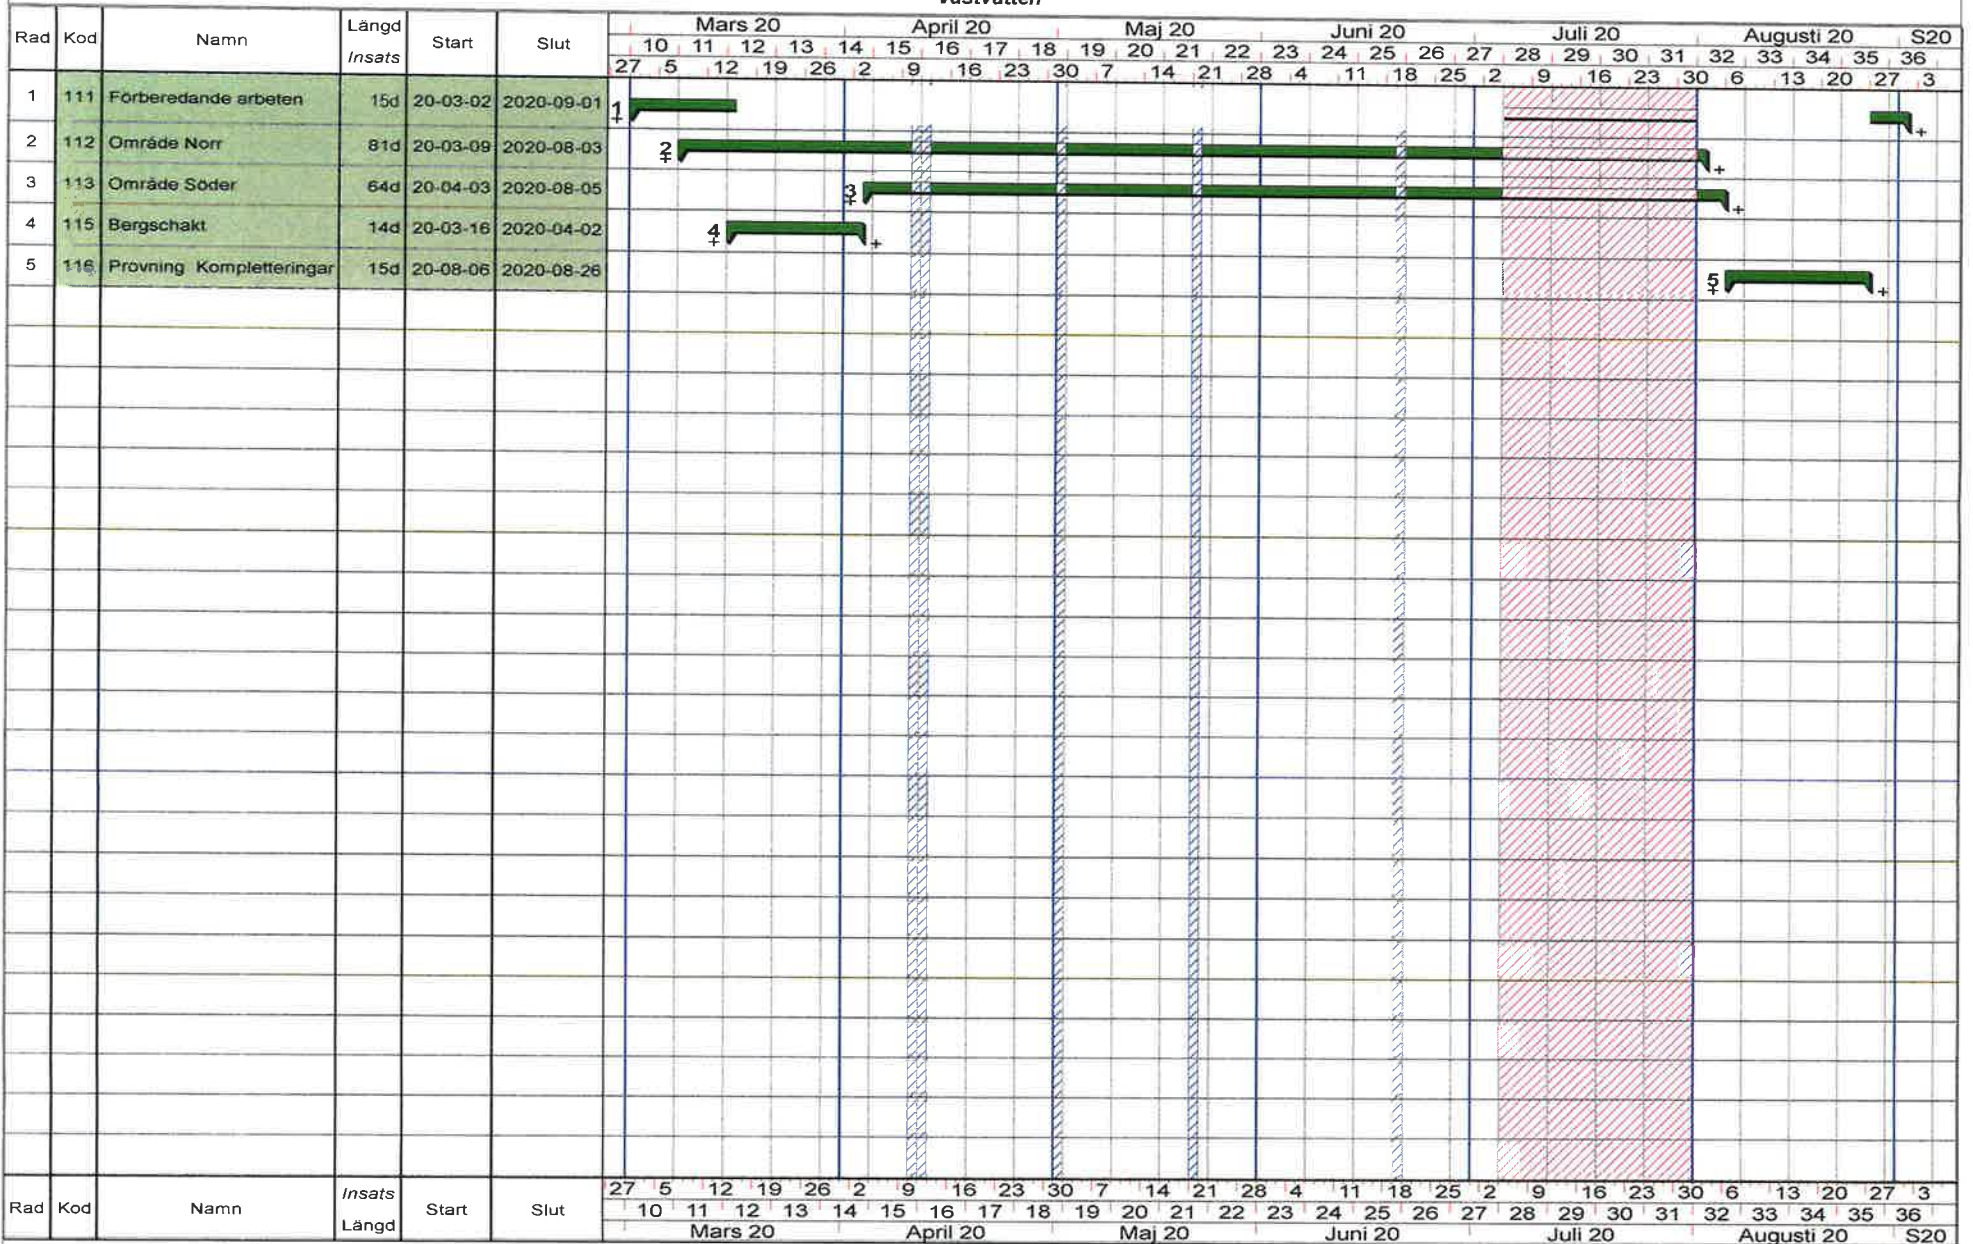 Västvatten
Rad Kod Namn Längd Insats Start Slut
Mars 20 April 20 Maj 20 Juni 20 Juli 20 Augusti 20 S20
10 11 12 13 14 15 16 17 18 19 20 21 22 23 24 25 26 27 28 29 30 31 32 33 34 35 36
27 5 12 19 26 2 9 16 23 30 7 14 21 28 4 11 18 25 2 9 16 23 30 6 13 20 27 3
1 111 Förberedande arbeten 15d 20-03-02 2020-09-01 1 +
2 112 Område Norr 81d 20-03-09 2020-08-03 2 +
3 113 Område Söder 64d 20-04-03 2020-08-05 3 +
4 115 Bergschakt 14d 20-03-16 2020-04-02 4 +
5 116 Provning Kompletteringar 15d 20-08-06 2020-08-26 5 +
27 5 12 19 26 2 9 16 23 30 7 14 21 28 4 11 18 25 2 9 16 23 30 6 13 20 27 3
Rad Kod Namn Insats Längd Start Slut
10 11 12 13 14 15 16 17 18 19 20 21 22 23 24 25 26 27 28 29 30 31 32 33 34 35 36
Mars 20 April 20 Maj 20 Juni 20 Juli 20 Augusti 20 S20